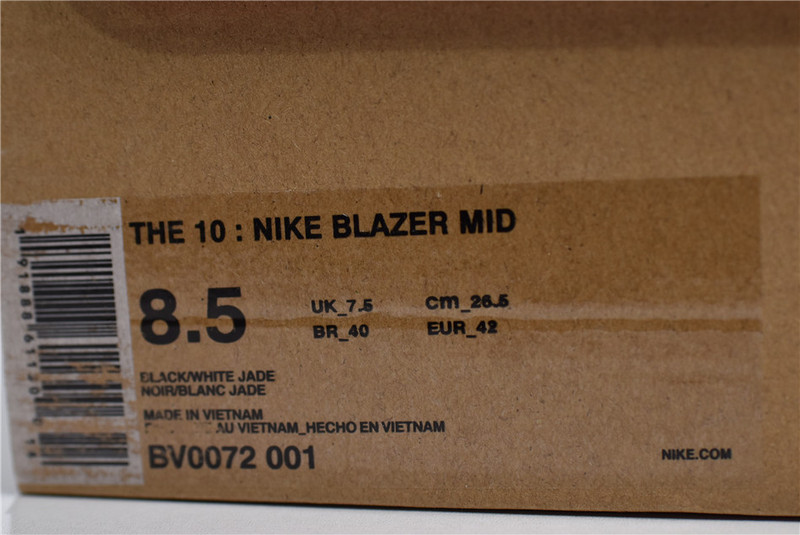 THE 10 : NIKE BLAZER MID
8.5
UK_7.5 cm_26.5
BR_40 EUR_42
BLACK/WHITE JADE
NOIR/BLANC JADE
MADE IN VIETNAM
AU VIETNAM_HECHO EN VIETNAM
BV0072 001
NIKE.COM